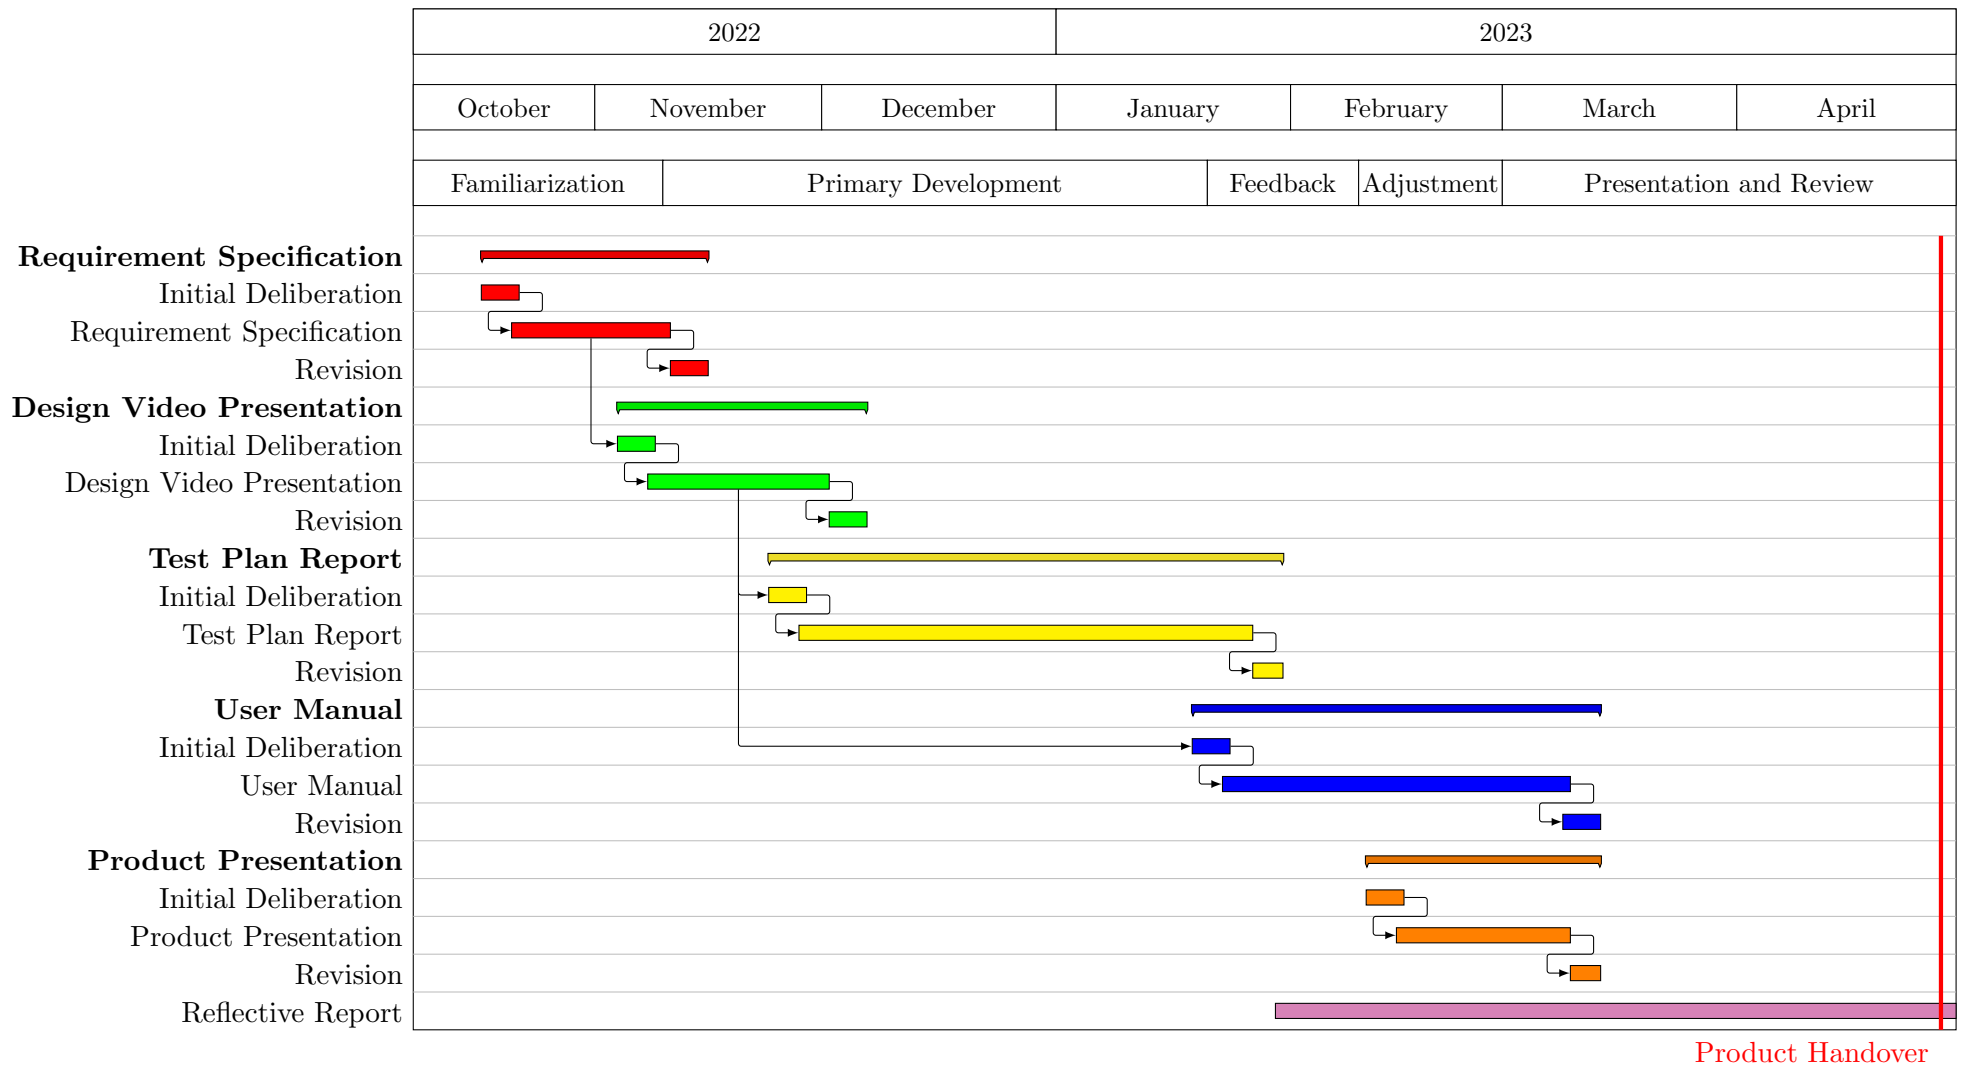 2022 2023
October November December January February March April
Familiarization Primary Development Feedback Adjustment Presentation and Review
Requirement Specification
Initial Deliberation
Requirement Specification
Revision
Design Video Presentation
Initial Deliberation
Design Video Presentation
Revision
Test Plan Report
Initial Deliberation
Test Plan Report
Revision
User Manual
Initial Deliberation
User Manual
Revision
Product Presentation
Initial Deliberation
Product Presentation
Revision
Reflective Report
Product Handover